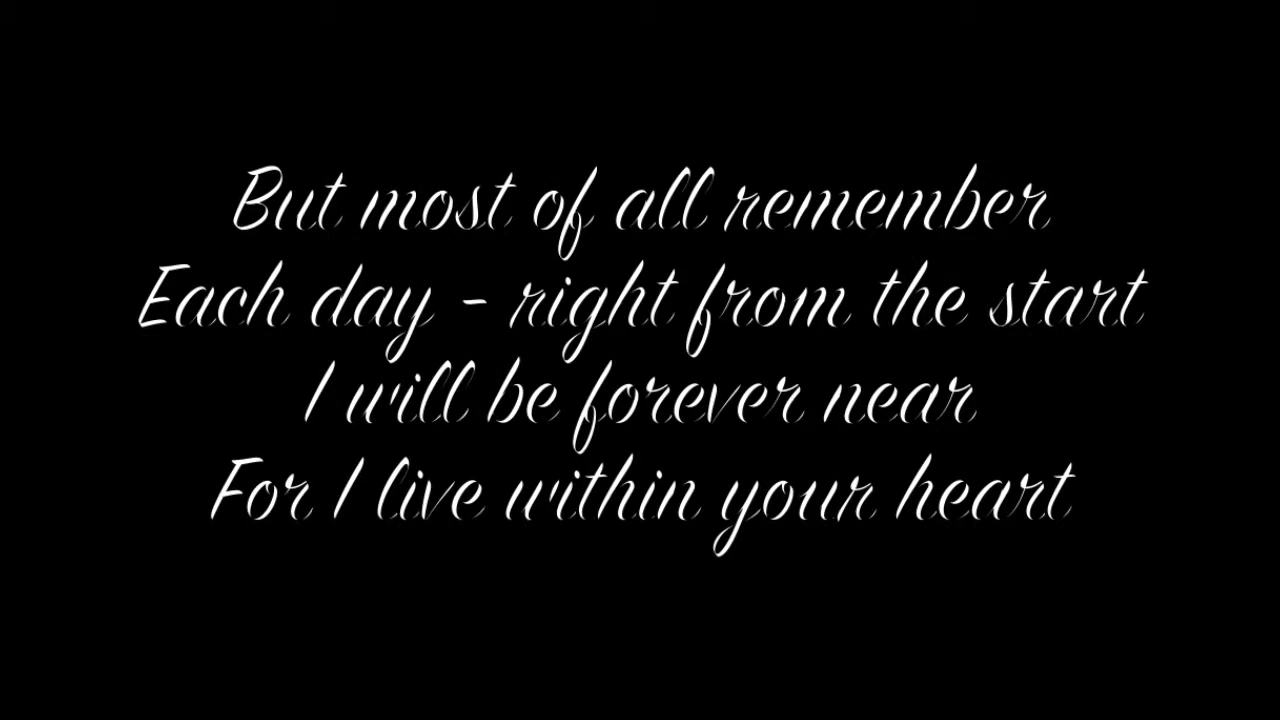 But most of all remember
Each day - right from the start
I will be forever near
For I live within your heart